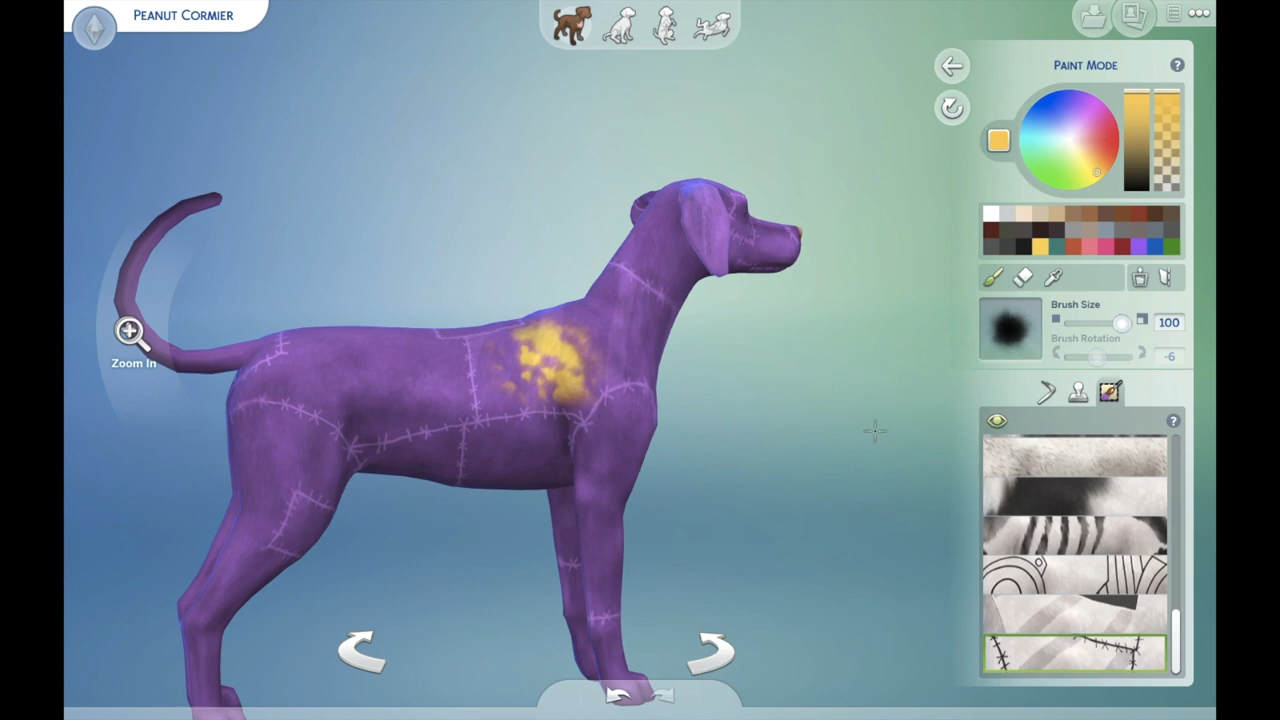 PEANUT CORMIER
PAINT MODE
?
Brush Size
100
Brush Rotation
-6
Zoom In
?